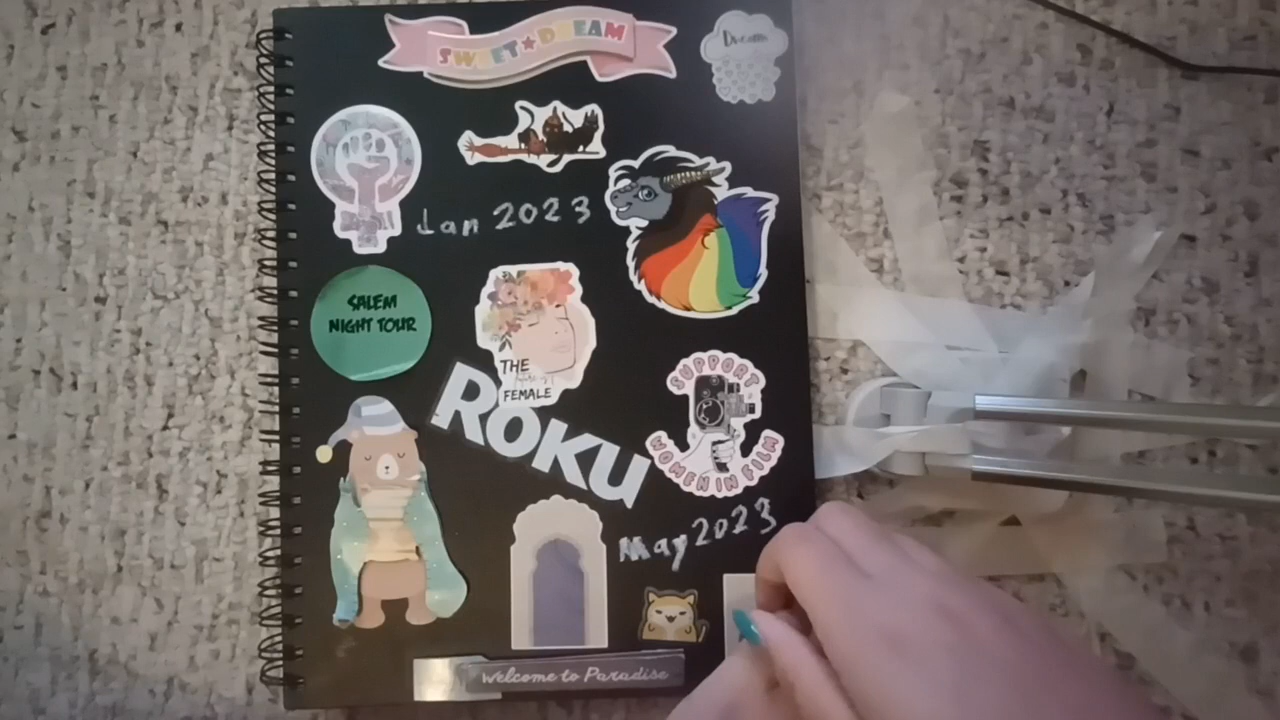 SWEET★DREAM
Dream
Jan 2023
SALEM
NIGHT TOUR
THE
FEMALE
ROKU
SUPPORT
WOMEN IN FILM
May 2023
Welcome to Paradise